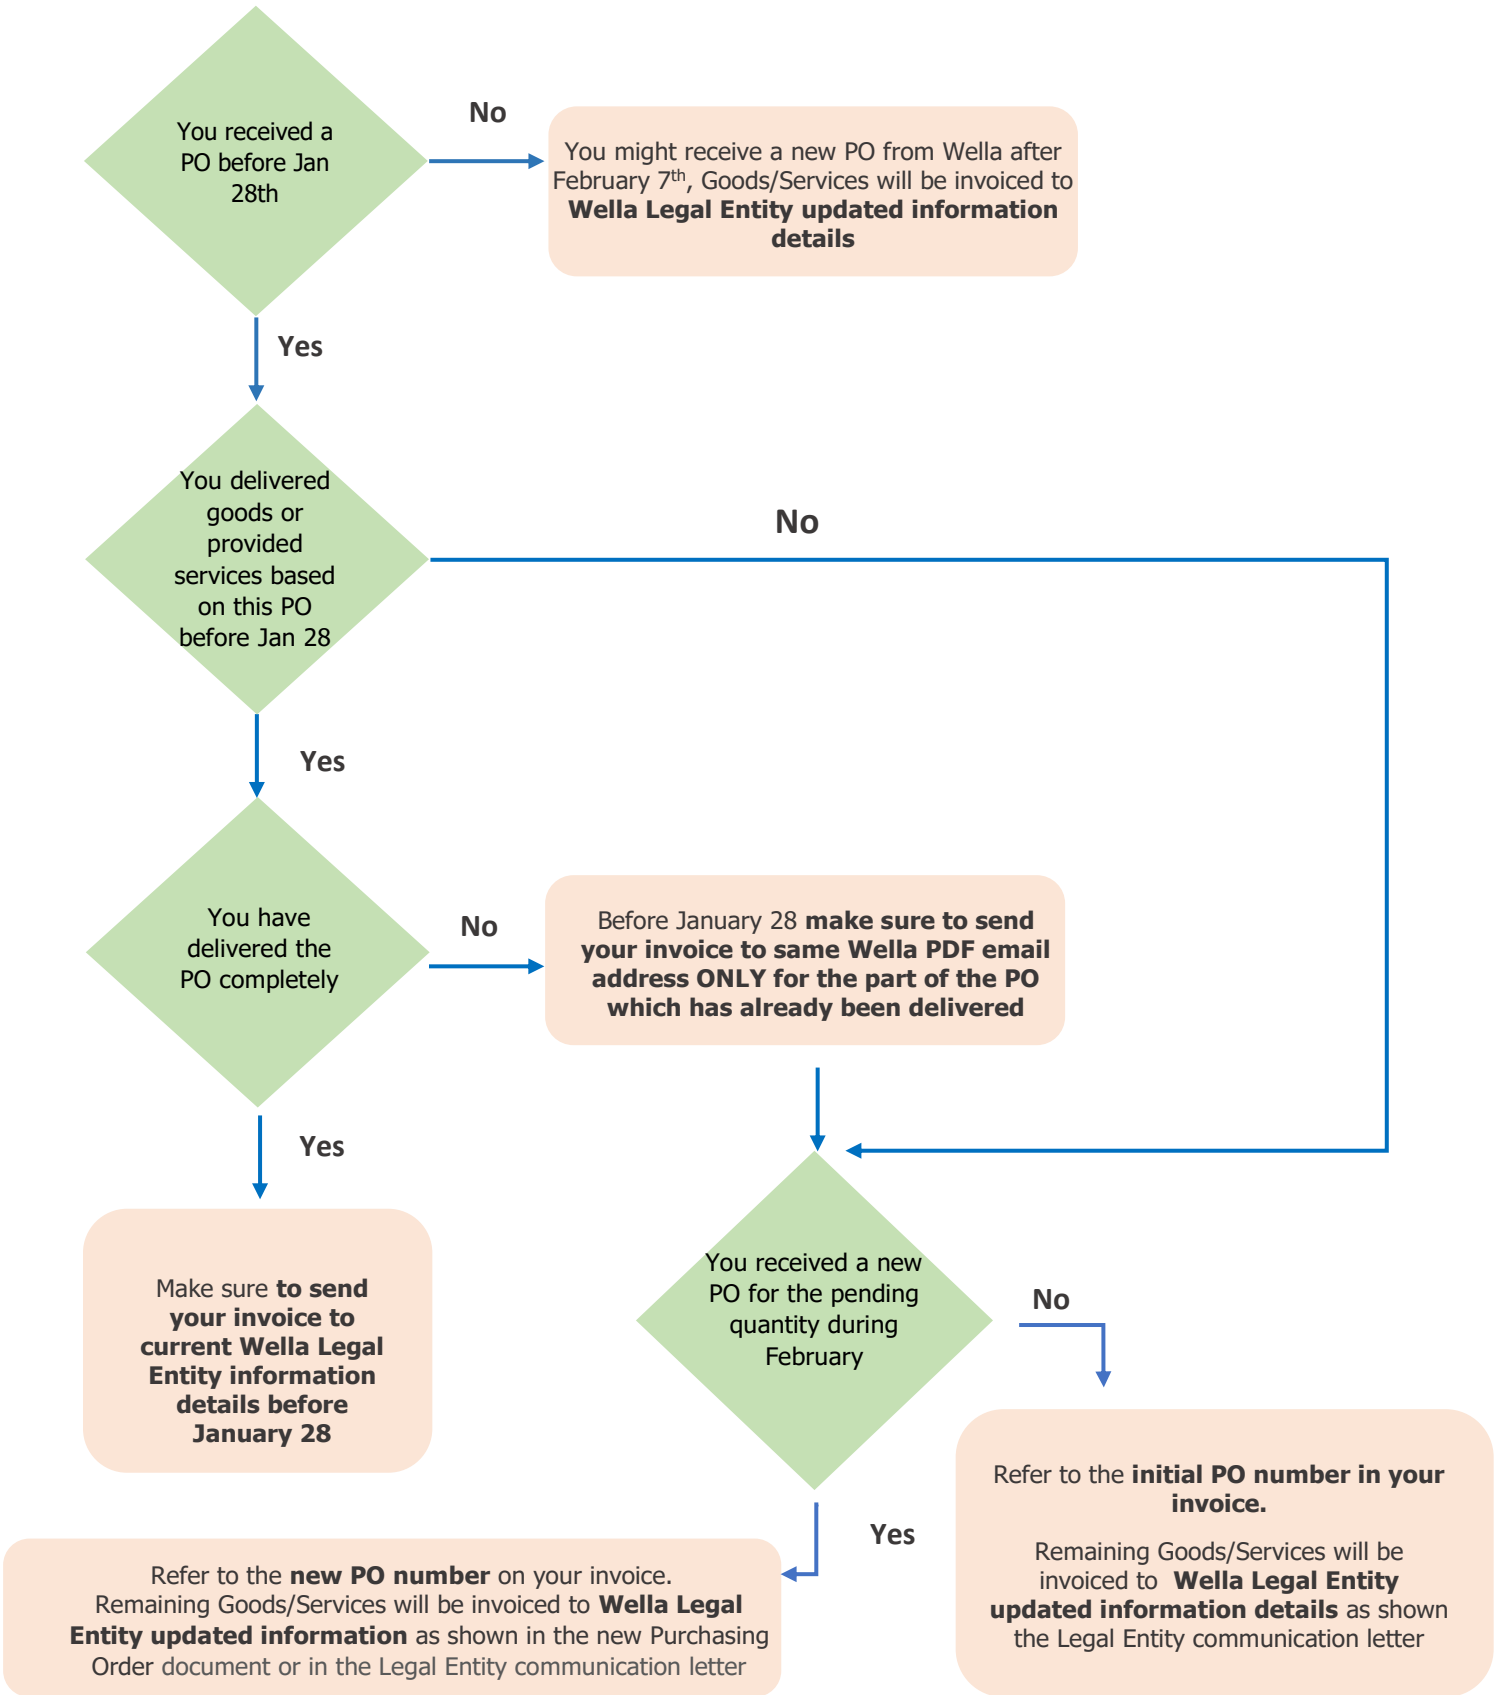 You received a
PO before Jan
28th
No
You might receive a new PO from Wella after
February 7th, Goods/Services will be invoiced to
Wella Legal Entity updated information
details
Yes
You delivered
goods or
provided
services based
on this PO
before Jan 28
No
Yes
You have
delivered the
PO completely
No
Before January 28 make sure to send
your invoice to same Wella PDF email
address ONLY for the part of the PO
which has already been delivered
Yes
Make sure to send
your invoice to
current Wella Legal
Entity information
details before
January 28
You received a new
PO for the pending
quantity during
February
No
Refer to the initial PO number in your
invoice.
Remaining Goods/Services will be
invoiced to Wella Legal Entity
updated information details as shown
the Legal Entity communication letter
Yes
Refer to the new PO number on your invoice.
Remaining Goods/Services will be invoiced to Wella Legal
Entity updated information as shown in the new Purchasing
Order document or in the Legal Entity communication letter